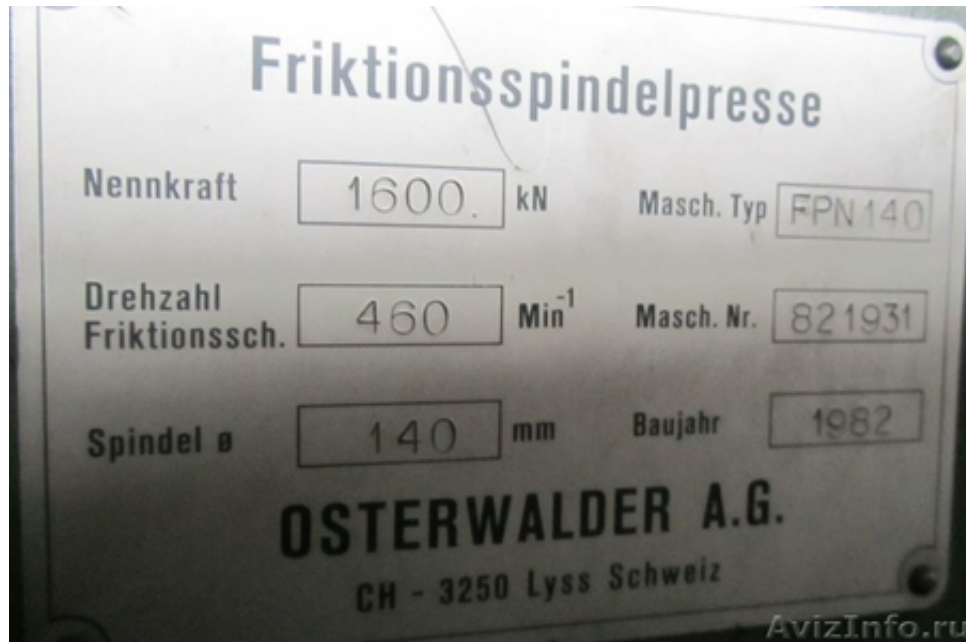 Friktionsspindelpresse
Nennkraft 1600. kN Masch. Typ FPN 140
Drehzahl
Friktionssch. 460 Min-1 Masch. Nr. 821931
Spindel ø 140 mm Baujahr 1982
OSTERWALDER A.G.
CH - 3250 Lyss Schweiz
AvizInfo.ru